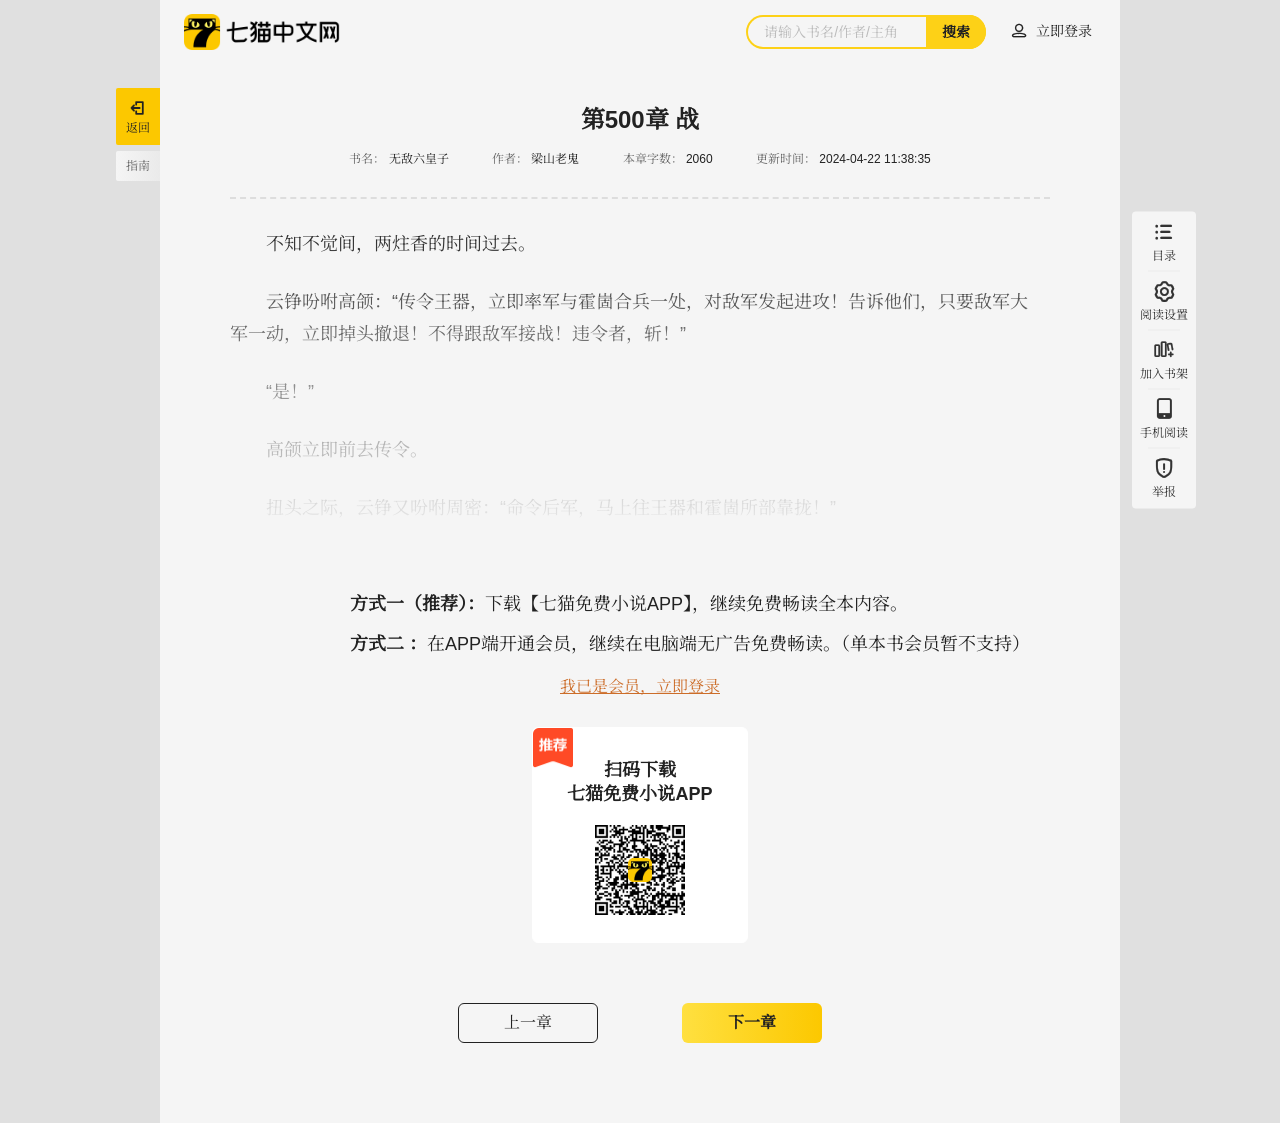 七猫中文网
请输入书名/作者/主角
搜索
立即登录
返回
指南
第500章 战
书名： 无敌六皇子 作者： 梁山老鬼 本章字数： 2060 更新时间： 2024-04-22 11:38:35
不知不觉间，两炷香的时间过去。
云铮吩咐高颌：“传令王器，立即率军与霍崮合兵一处，对敌军发起进攻！告诉他们，只要敌军大
军一动，立即掉头撤退！不得跟敌军接战！违令者，斩！”
“是！”
高颌立即前去传令。
扭头之际，云铮又吩咐周密：“命令后军，马上往王器和霍崮所部靠拢！”
目录
阅读设置
加入书架
手机阅读
举报
方式一（推荐）：下载【七猫免费小说APP】，继续免费畅读全本内容。
方式二 ：在APP端开通会员，继续在电脑端无广告免费畅读。（单本书会员暂不支持）
我已是会员，立即登录
推荐
扫码下载
七猫免费小说APP
上一章
下一章